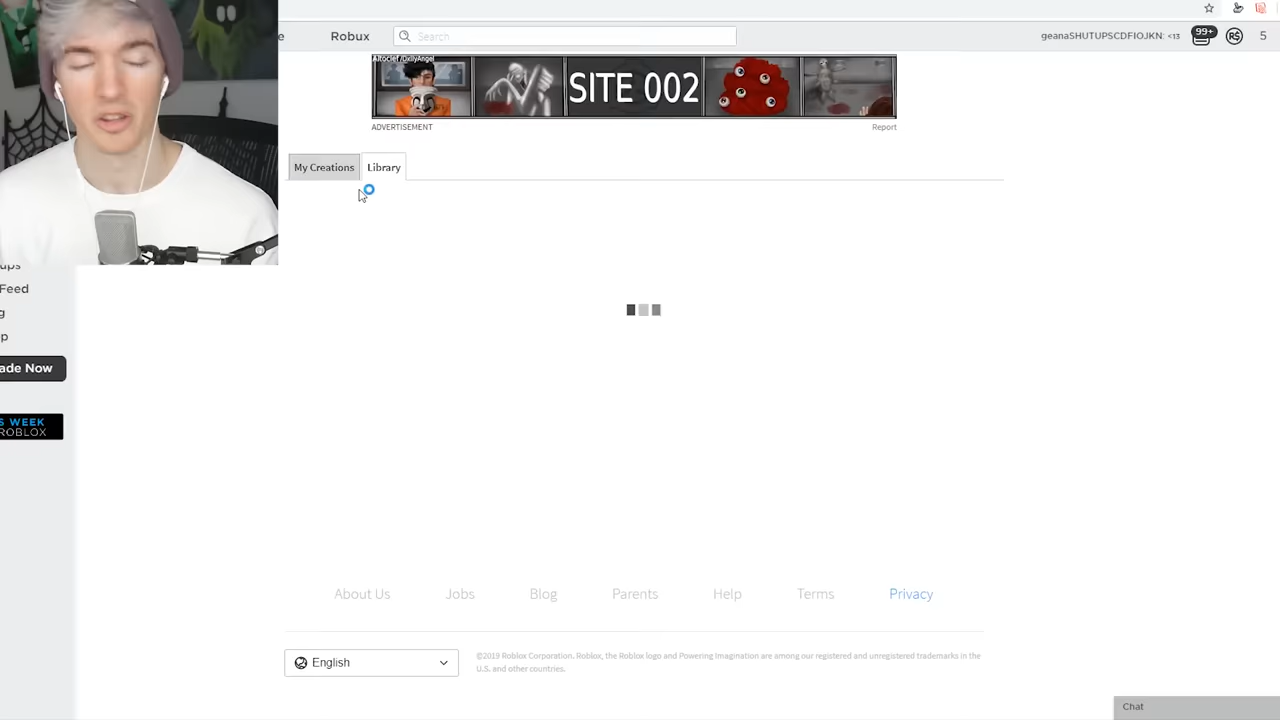 e
Robux
Search
geanaSHUTUPSCDFIOJKN: <13
99+
5
Altoclef /DxllyAngel
SITE 002
ADVERTISEMENT
Report
My Creations
Library
ups
Feed
g
p
ade Now
S WEEK
ROBLOX
About Us
Jobs
Blog
Parents
Help
Terms
Privacy
English
©2019 Roblox Corporation. Roblox, the Roblox logo and Powering Imagination are among our registered and unregistered trademarks in the
U.S. and other countries.
Chat